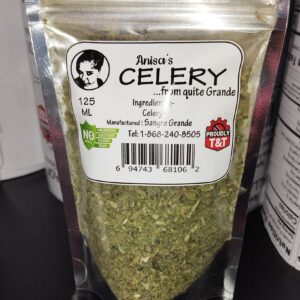 Anisa's
CELERY
...from quite Grande
125
ML
Ingredients:-
Celery
Manufactured : Sangre Grande
Tel: 1-868-240-8505
NO
PROUDLY
T&T
6 94743 68106 2